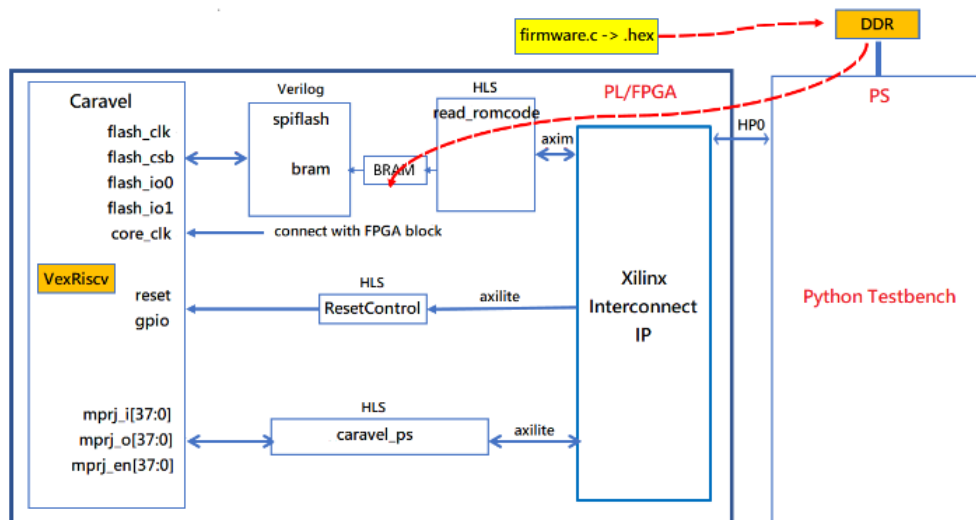 firmware.c -> .hex
DDR
PL/FPGA
PS
Caravel
flash_clk
flash_csb
flash_io0
flash_io1
core_clk
VexRiscv
reset
gpio
mprj_i[37:0]
mprj_o[37:0]
mprj_en[37:0]
Verilog
spiflash
bram
BRAM
HLS
read_romcode
axim
HP0
connect with FPGA block
HLS
ResetControl
axilite
HLS
caravel_ps
axilite
Xilinx
Interconnect
IP
Python Testbench